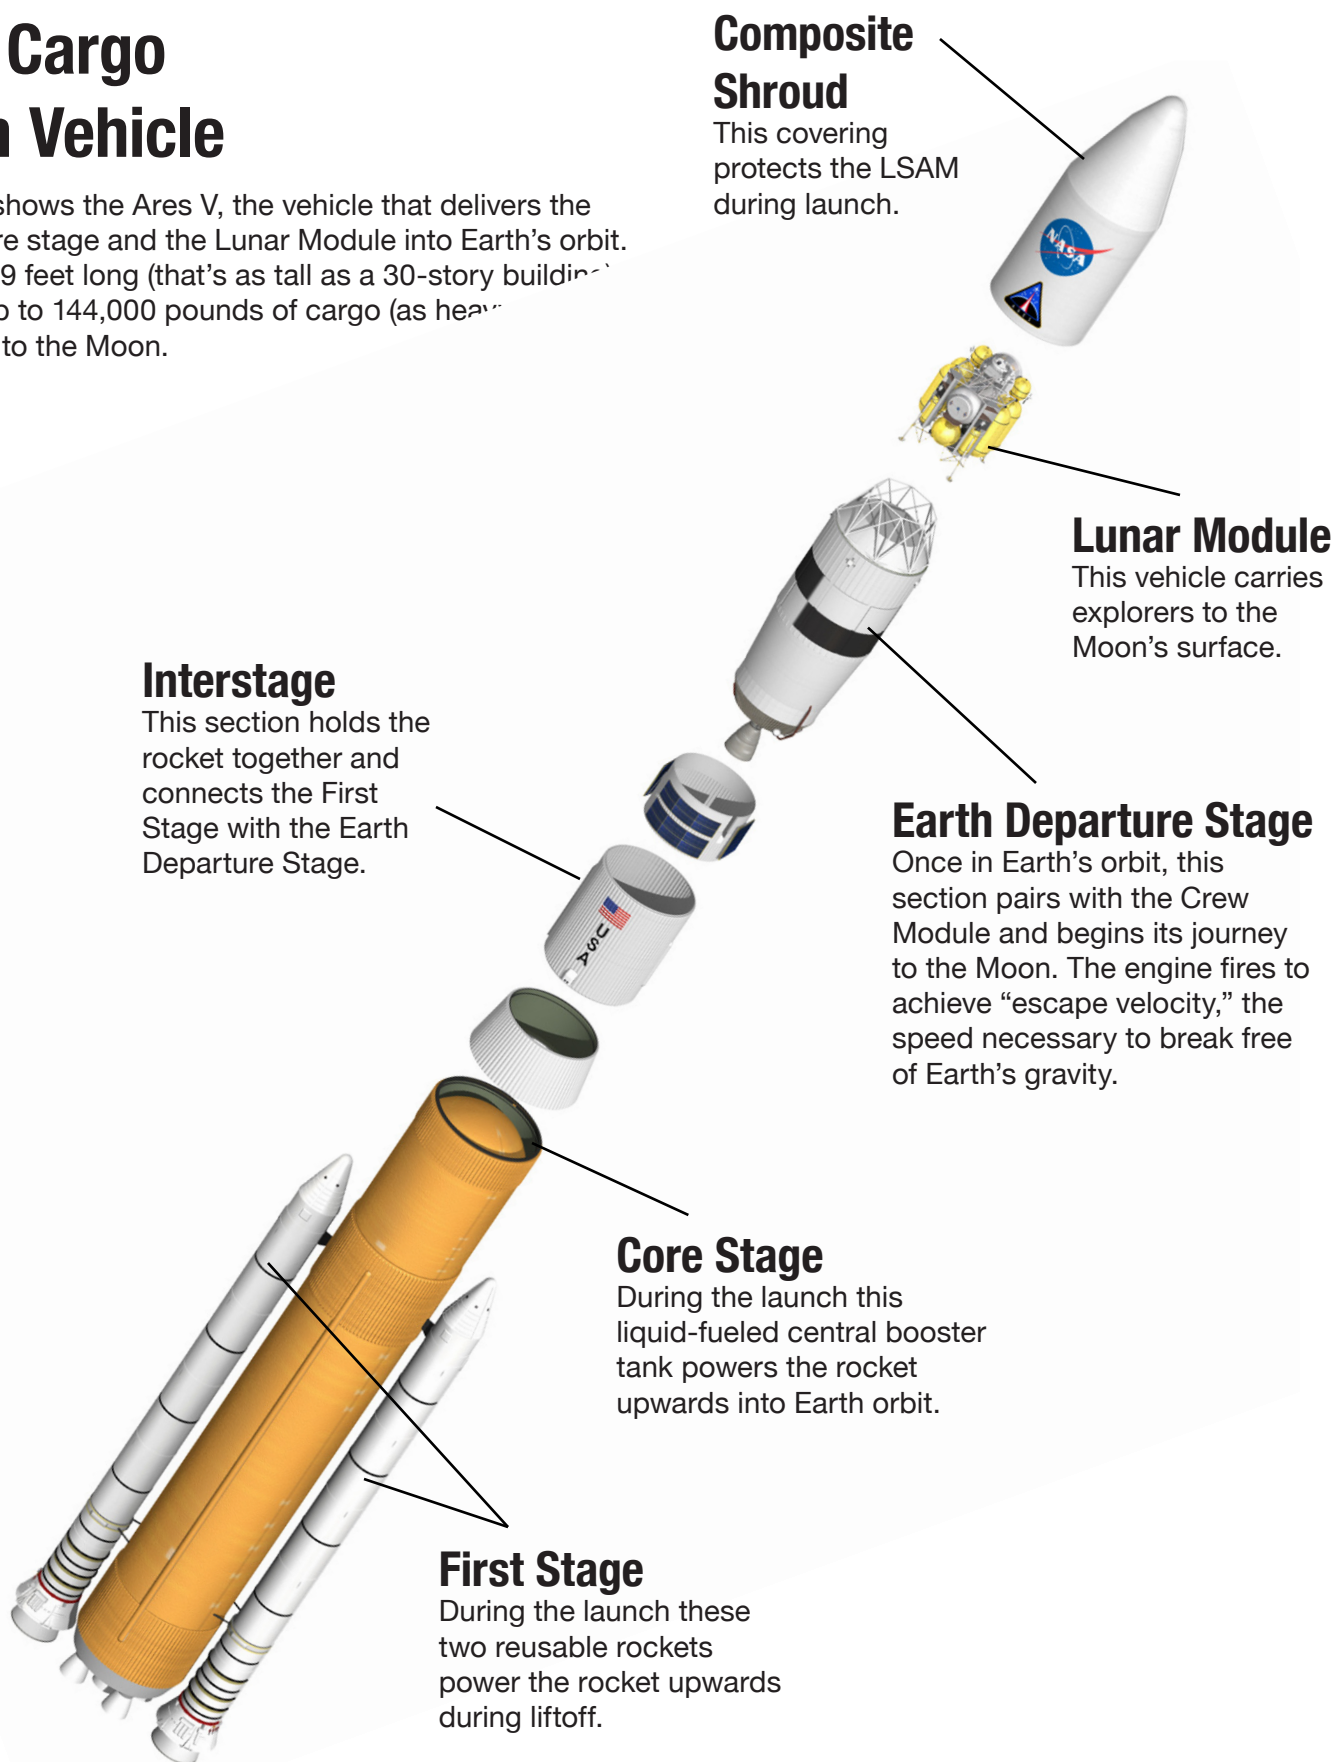 Cargo
Vehicle
shows the Ares V, the vehicle that delivers the
stage and the Lunar Module into Earth’s orbit.
9 feet long (that’s as tall as a 30-story building)
to 144,000 pounds of cargo (as
to the Moon.
Composite
Shroud
This covering
protects the LSAM
during launch.
NASA
Lunar Module
This vehicle carries
explorers to the
Moon’s surface.
Interstage
This section holds the
rocket together and
connects the First
Stage with the Earth
Departure Stage.
Earth Departure Stage
Once in Earth’s orbit, this
section pairs with the Crew
Module and begins its journey
to the Moon. The engine fires to
achieve “escape velocity,” the
speed necessary to break free
of Earth’s gravity.
USA
Core Stage
During the launch this
liquid-fueled central booster
tank powers the rocket
upwards into Earth orbit.
First Stage
During the launch these
two reusable rockets
power the rocket upwards
during liftoff.